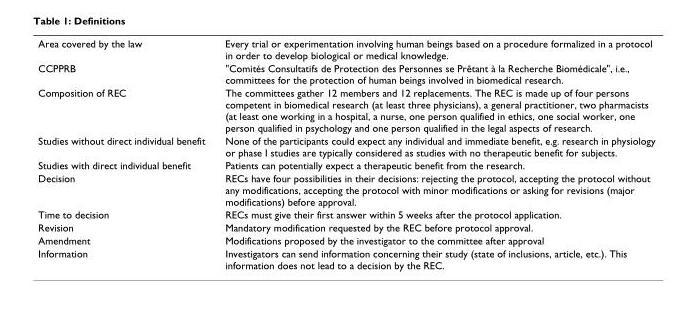 Table 1: Definitions
Area covered by the law Every trial or experimentation involving human beings based on a procedure formalized in a protocol
in order to develop biological or medical knowledge.
CCPPRB "Comités Consultatifs de Protection des Personnes se Prêtant à la Recherche Biomédicale", i.e.,
committees for the protection of human beings involved in biomedical research.
Composition of REC The committees gather 12 members and 12 replacements. The REC is made up of four persons
competent in biomedical research (at least three physicians), a general practitioner, two pharmacists
(at least one working in a hospital, a nurse, one person qualified in ethics, one social worker, one
person qualified in psychology and one person qualified in the legal aspects of research.
Studies without direct individual benefit None of the participants could expect any individual and immediate benefit, e.g. research in physiology
or phase I studies are typically considered as studies with no therapeutic benefit for subjects.
Studies with direct individual benefit Patients can potentially expect a therapeutic benefit from the research.
Decision RECs have four possibilities in their decisions: rejecting the protocol, accepting the protocol without
any modifications, accepting the protocol with minor modifications or asking for revisions (major
modifications) before approval.
Time to decision RECs must give their first answer within 5 weeks after the protocol application.
Revision Mandatory modification requested by the REC before protocol approval.
Amendment Modifications proposed by the investigator to the committee after approval
Information Investigators can send information concerning their study (state of inclusions, article, etc.). This
information does not lead to a decision by the REC.